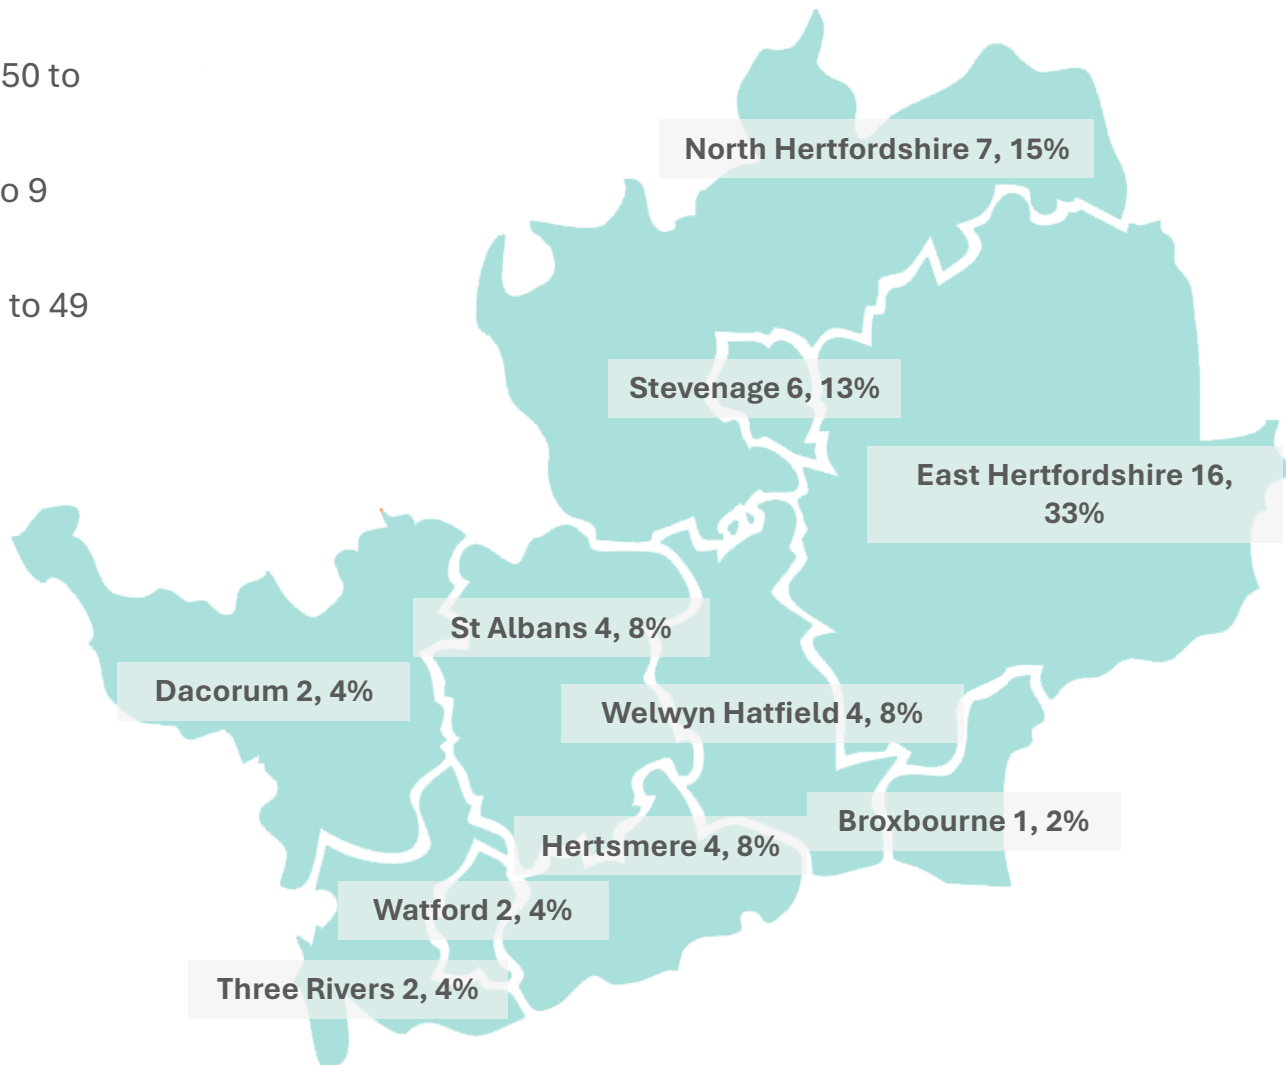 50 to
o 9
to 49
North Hertfordshire 7, 15%
Stevenage 6, 13%
East Hertfordshire 16,
33%
St Albans 4, 8%
Dacorum 2, 4%
Welwyn Hatfield 4, 8%
Broxbourne 1, 2%
Hertsmere 4, 8%
Watford 2, 4%
Three Rivers 2, 4%